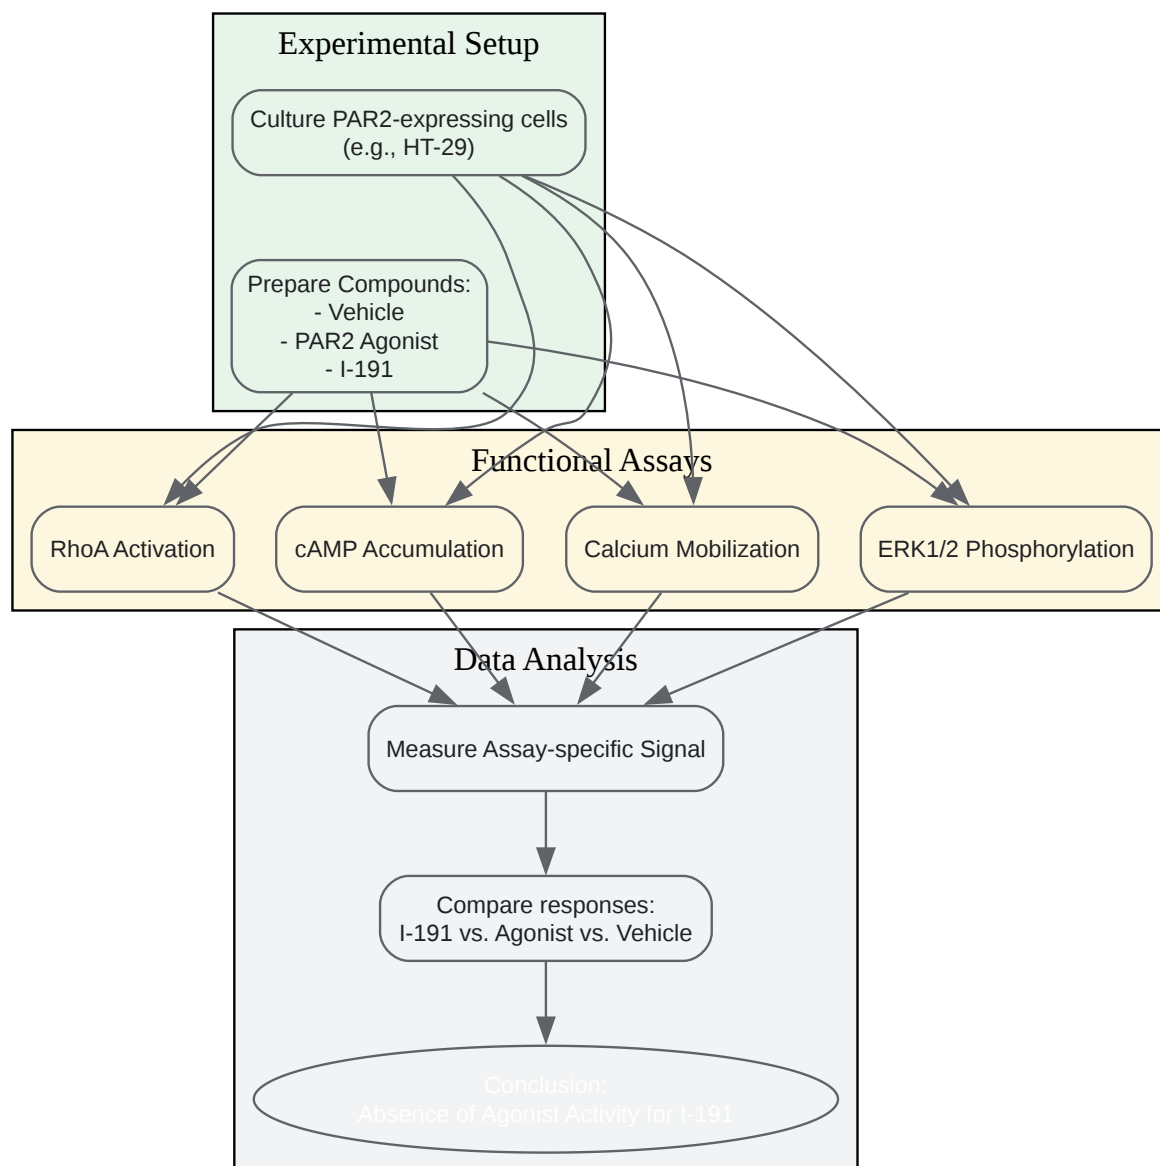 Experimental Setup
Culture PAR2-expressing cells
(e.g., HT-29)
Prepare Compounds:
- Vehicle
- PAR2 Agonist
- I-191
Functional Assays
RhoA Activation
cAMP Accumulation
Calcium Mobilization
ERK1/2 Phosphorylation
Data Analysis
Measure Assay-specific Signal
Compare responses:
I-191 vs. Agonist vs. Vehicle
Conclusion:
Absence of Agonist Activity for I-191